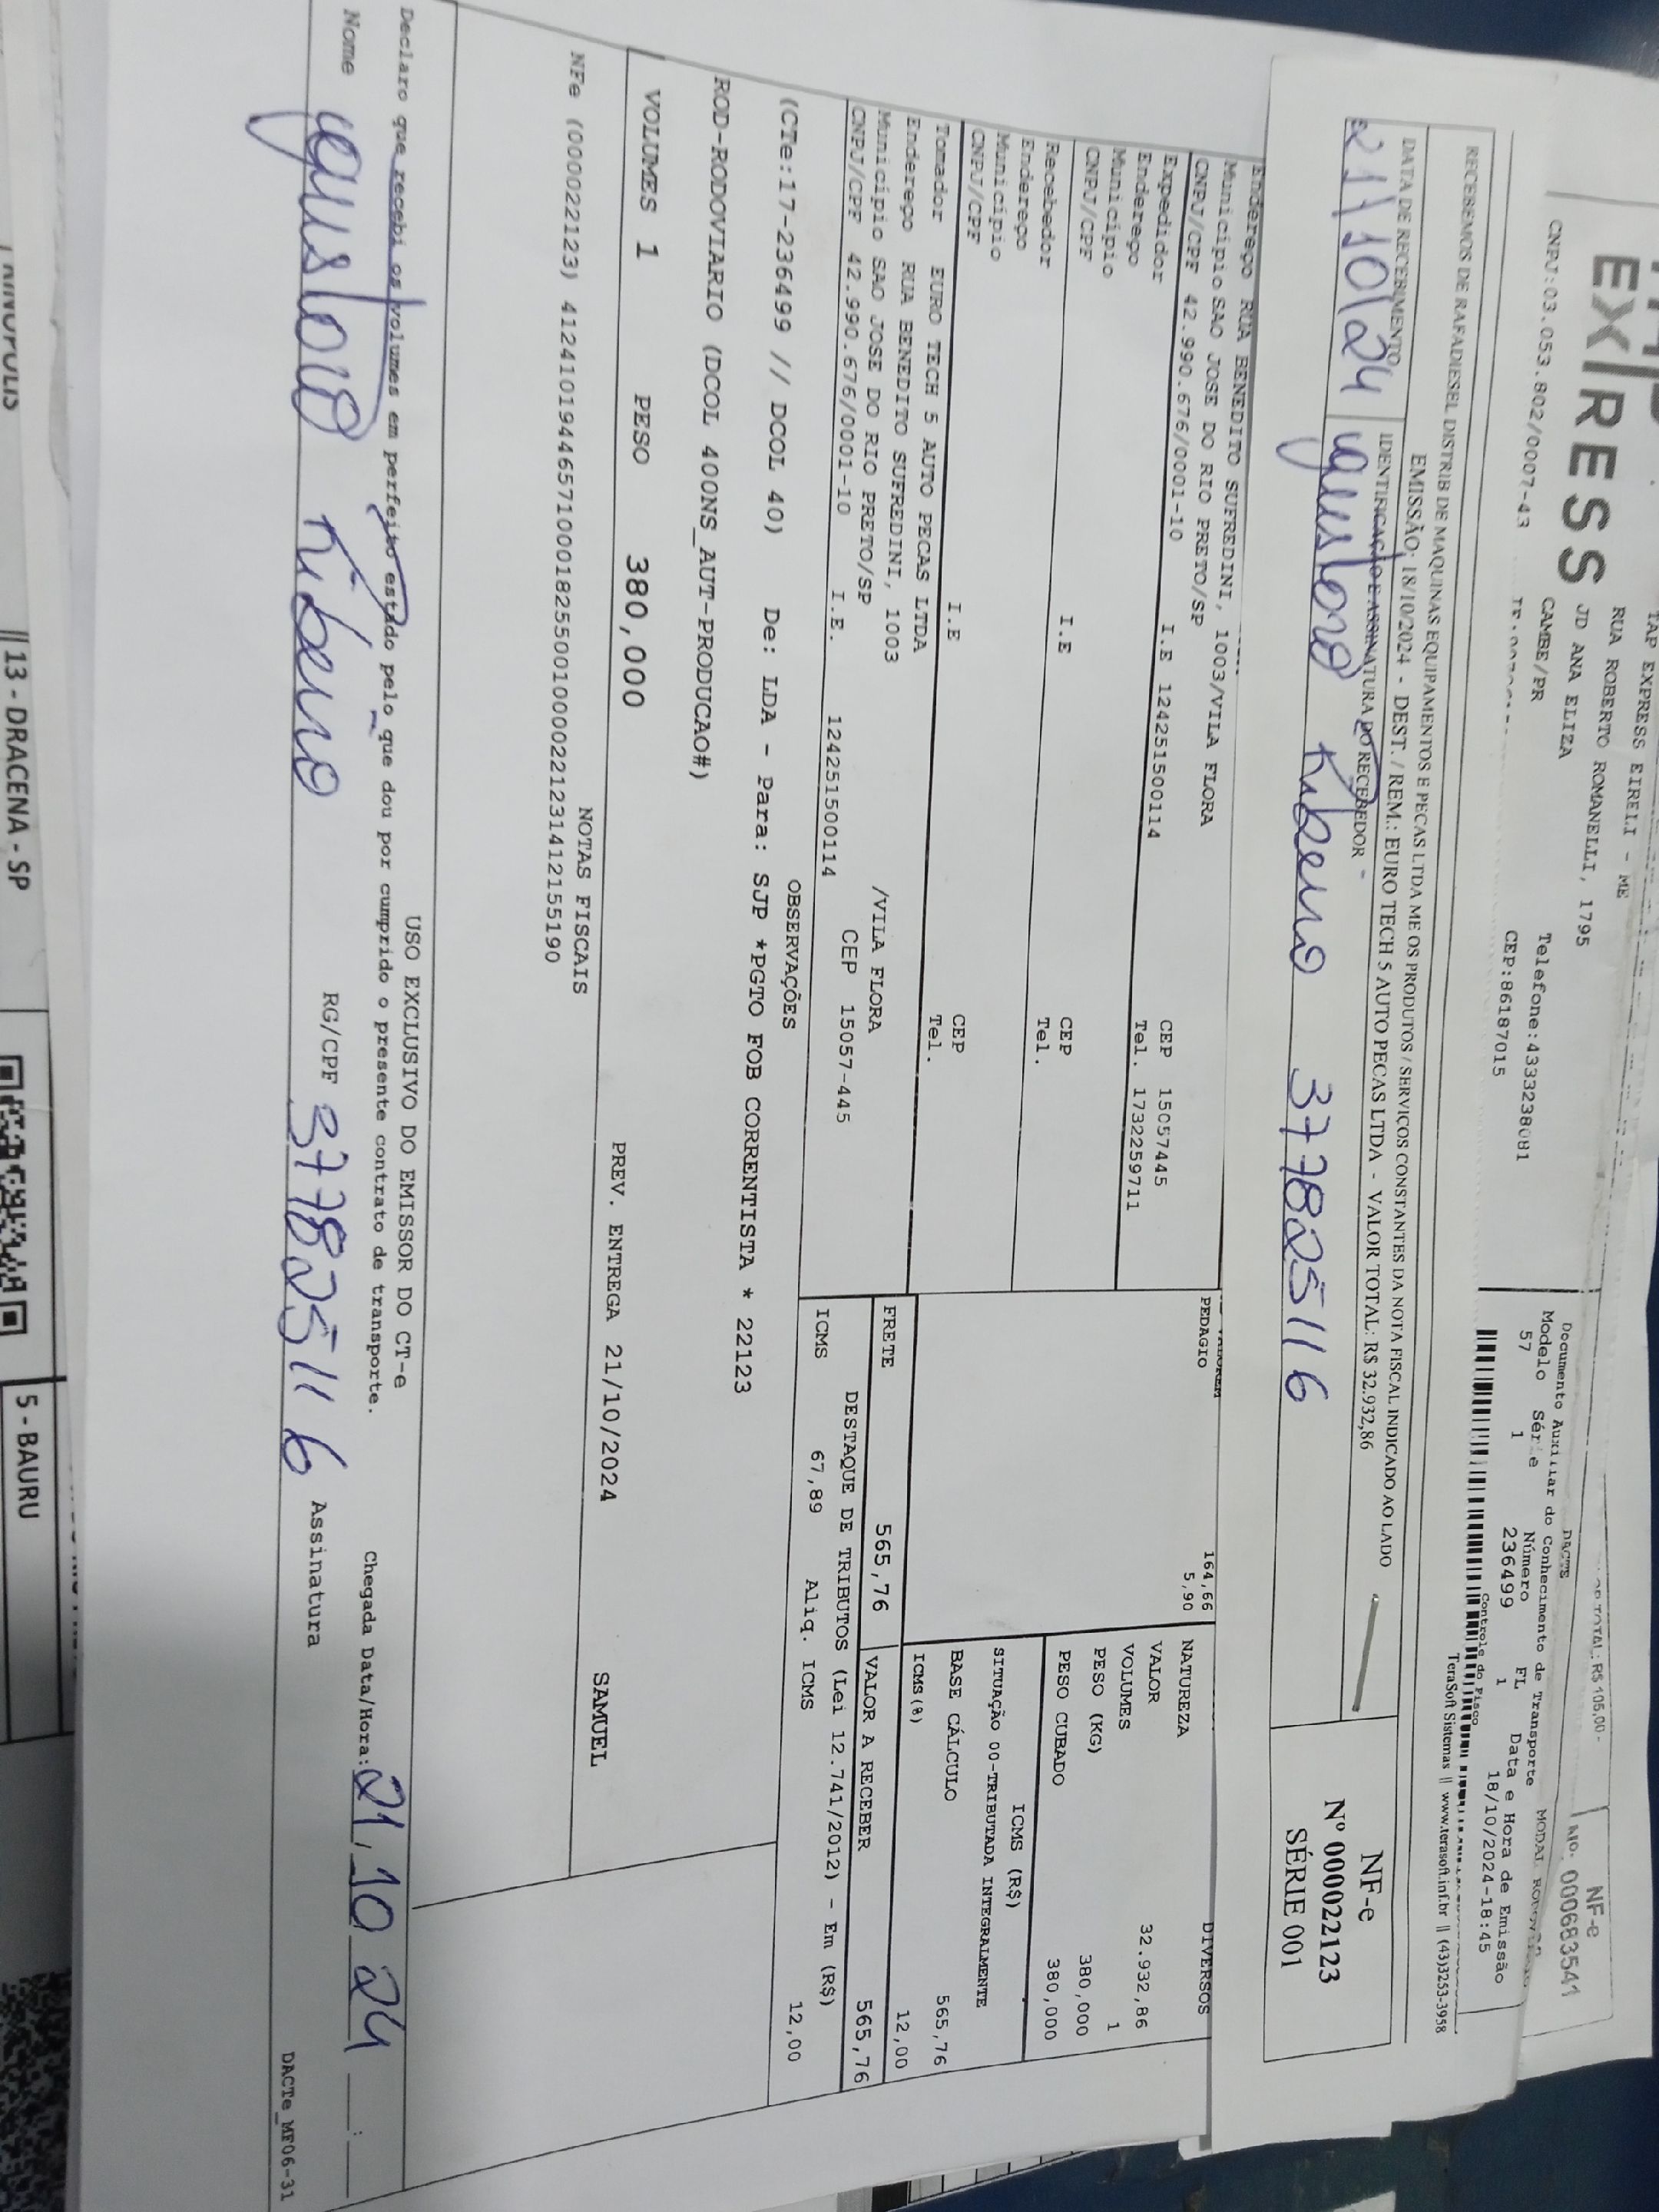 EXPRESS
TAP EXPRESS EIRELI - ME
RUA ROBERTO ROMANELLI, 1795
JD ANA ELIZA
CAMBE/PR
CNPJ:03.053.802/0007-43
Telefone:4333238081
CEP:86187015
TOTAL: R$ 105,00-
NF-e
Nº. 000683541
DACTE
Documento Auxiliar do Conhecimento de Transporte
MODAL
Modelo Série Número FL Data e Hora de Emissão
57 1 236499 1 18/10/2024-18:45
Controle do Fisco
TeraSoft Sistemas || www.terasoft.inf.br || (43)3253-3958
RECEBEMOS DE RAFADIESEL DISTRIB DE MAQUINAS EQUIPAMENTOS E PECAS LTDA ME OS PRODUTOS / SERVIÇOS CONSTANTES DA NOTA FISCAL INDICADO AO LADO
EMISSÃO: 18/10/2024 - DEST. / REM.: EURO TECH 5 AUTO PECAS LTDA - VALOR TOTAL: R$ 32.932,86
DATA DE RECEBIMENTO
IDENTIFICAÇÃO E ASSINATURA DO RECEBEDOR
21/10/24
377825116
NF-e
Nº 000022123
SÉRIE 001
Endereço RUA BENEDITO SUFREDINI, 1003/VILA FLORA
Município SAO JOSE DO RIO PRETO/SP CEP 15057445
CNPJ/CPF 42.990.676/0001-10 I.E 124251500114 Tel. 1732259711
Expedidor
Endereço
Município CEP
CNPJ/CPF I.E Tel.
Recebedor
Endereço
Município CEP
CNPJ/CPF I.E Tel.
Tomador EURO TECH 5 AUTO PECAS LTDA
Endereço RUA BENEDITO SUFREDINI, 1003 /VILA FLORA
Município SAO JOSE DO RIO PRETO/SP CEP 15057-445
CNPJ/CPF 42.990.676/0001-10 I.E. 124251500114
164,66
PEDAGIO 5,90
FRETE 565,76
NATUREZA DIVERSOS
VALOR 32.932,86
VOLUMES 1
PESO (KG) 380,000
PESO CUBADO 380,000
ICMS (R$)
SITUAÇÃO 00-TRIBUTADA INTEGRALMENTE
BASE CÁLCULO 565,76
ICMS(%) 12,00
VALOR A RECEBER 565,76
DESTAQUE DE TRIBUTOS (Lei 12.741/2012) - Em (R$)
ICMS 67,89 Aliq. ICMS 12,00
OBSERVAÇÕES
(CTe:17-236499 // DCOL 40) De: LDA - Para: SJP *PGTO FOB CORRENTISTA * 22123
ROD-RODOVIARIO (DCOL 400NS_AUT-PRODUCAO#)
VOLUMES 1 PESO 380,000 PREV. ENTREGA 21/10/2024 SAMUEL
NOTAS FISCAIS
NFe (000022123) 41241019446571000182550010000221231412155190
USO EXCLUSIVO DO EMISSOR DO CT-e
Declaro que recebi os volumes em perfeito estado pelo que dou por cumprido o presente contrato de transporte.
Chegada Data/Hora: 21/10 24 __:__
Nome RG/CPF 377825116 Assinatura
DACTe_MF06-31
13 - DRACENA - SP
5 - BAURU